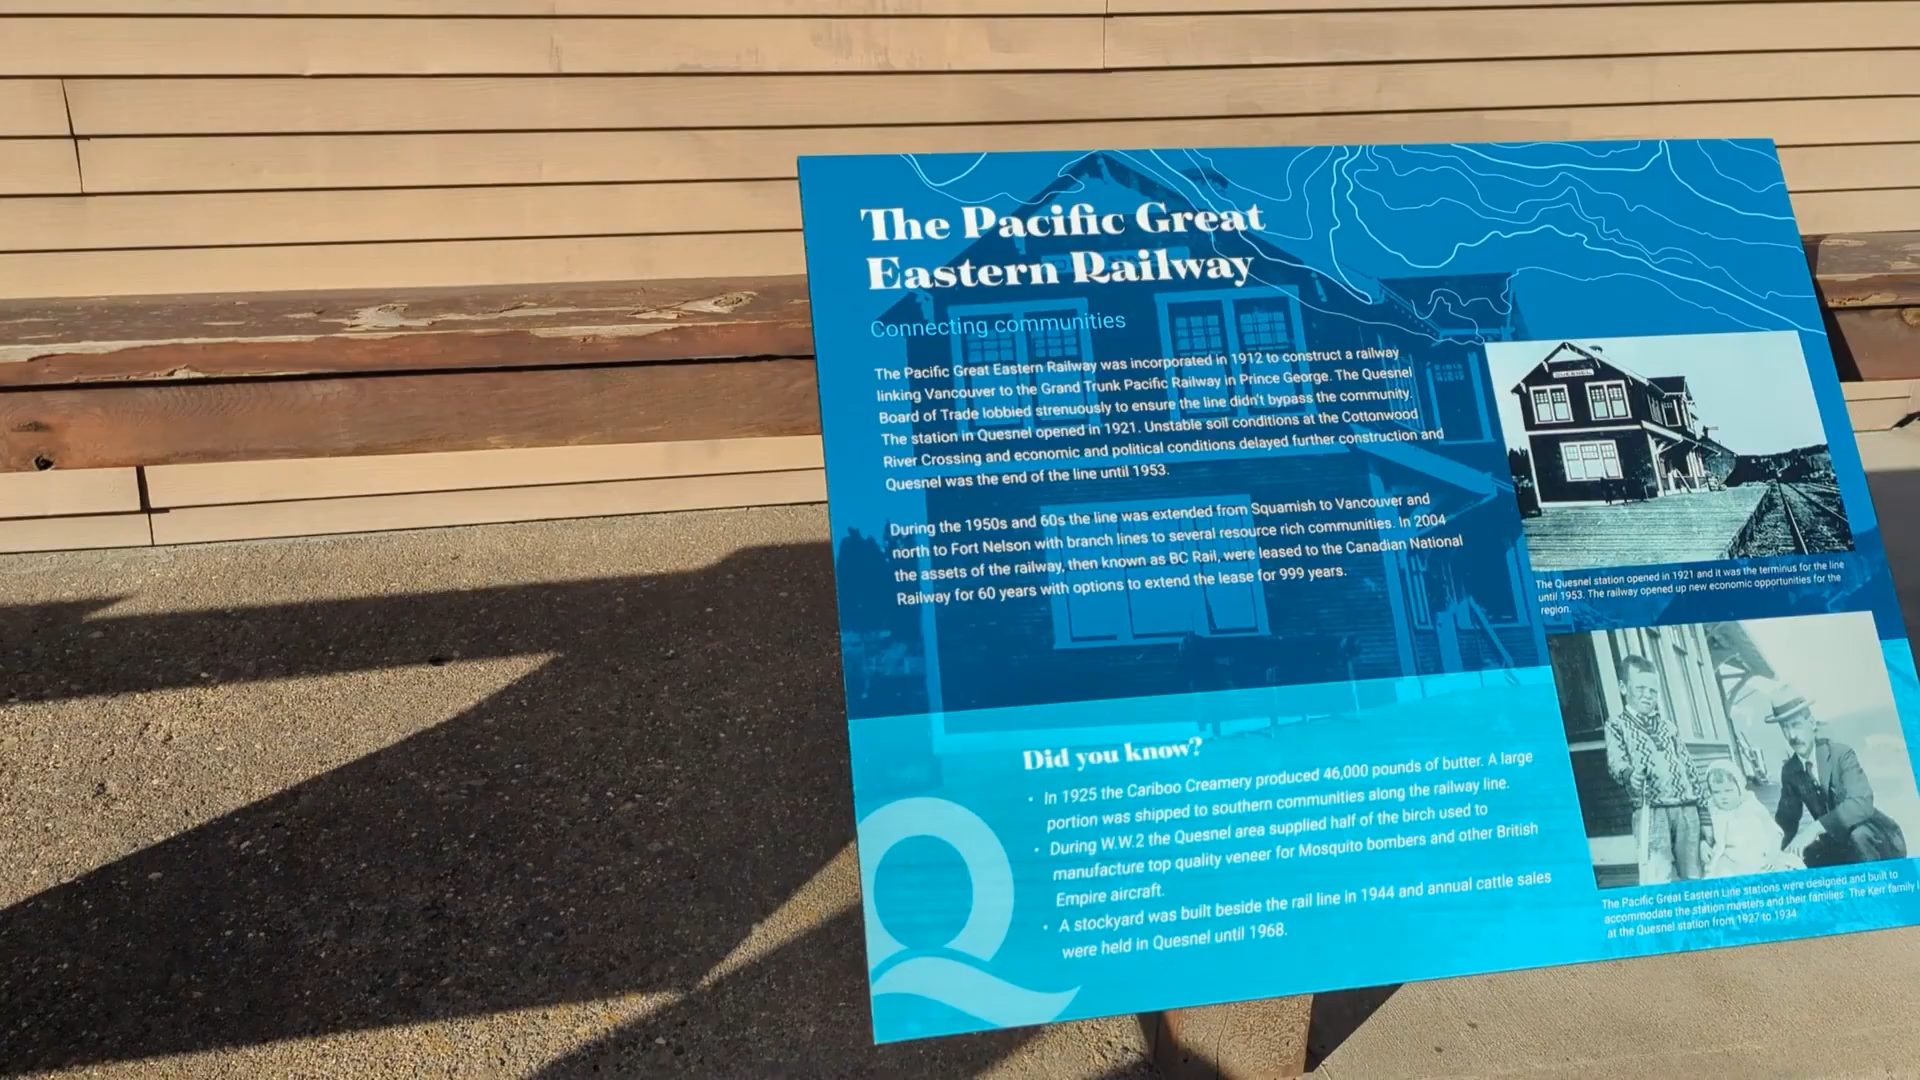 The Pacific Great
Eastern Railway
Connecting communities
The Pacific Great Eastern Railway was incorporated in 1912 to construct a railway
linking Vancouver to the Grand Trunk Pacific Railway in Prince George. The Quesnel
Board of Trade lobbied strenuously to ensure the line didn't bypass the community.
The station in Quesnel opened in 1921. Unstable soil conditions at the Cottonwood
River Crossing and economic and political conditions delayed further construction and
Quesnel was the end of the line until 1953.
During the 1950s and 60s the line was extended from Squamish to Vancouver and
north to Fort Nelson with branch lines to several resource rich communities. In 2004
the assets of the railway, then known as BC Rail, were leased to the Canadian National
Railway for 60 years with options to extend the lease for 999 years.
The Quesnel station opened in 1921 and it was the terminus for the line
until 1953. The railway opened up new economic opportunities for the
region.
Did you know?
• In 1925 the Cariboo Creamery produced 46,000 pounds of butter. A large
portion was shipped to southern communities along the railway line.
• During W.W.2 the Quesnel area supplied half of the birch used to
manufacture top quality veneer for Mosquito bombers and other British
Empire aircraft.
• A stockyard was built beside the rail line in 1944 and annual cattle sales
were held in Quesnel until 1968.
The Pacific Great Eastern Line stations were designed and built to
accommodate the station masters and their families. The Kerr family
at the Quesnel station from 1927 to 1934